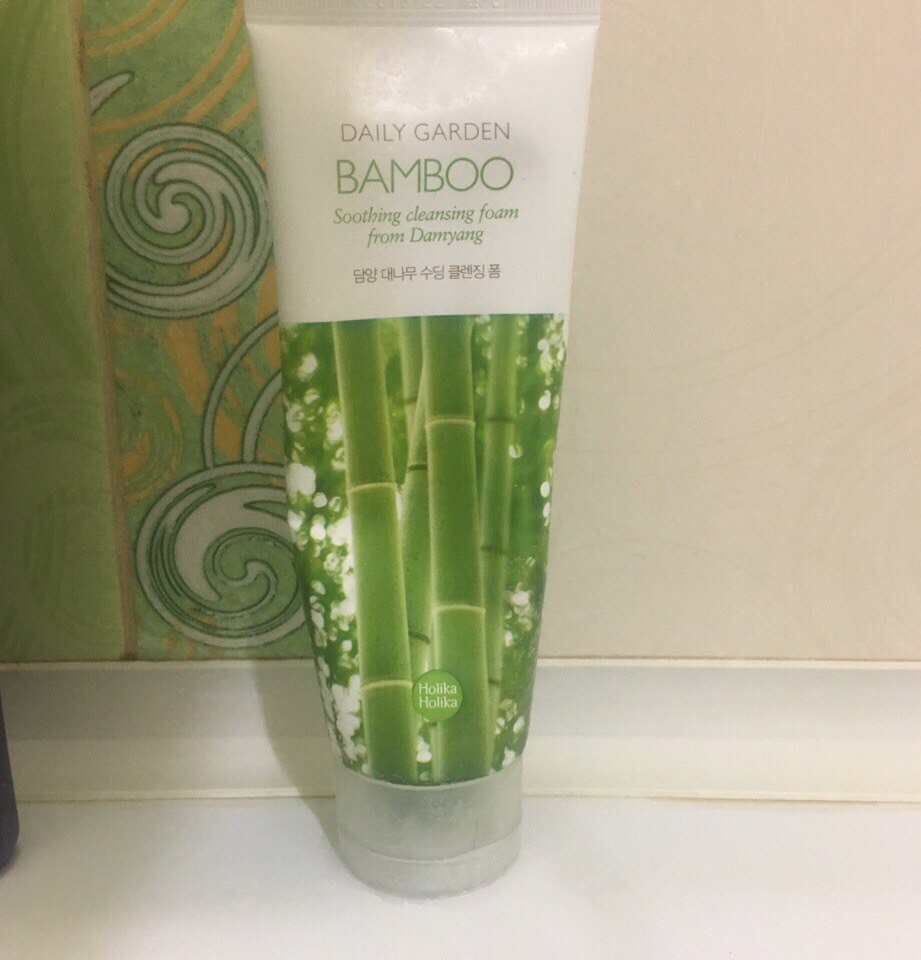 DAILY GARDEN
BAMBOO
Soothing cleansing foam
from Damyang
담양 대나무 수딩 클렌징 폼
Holika
Holika